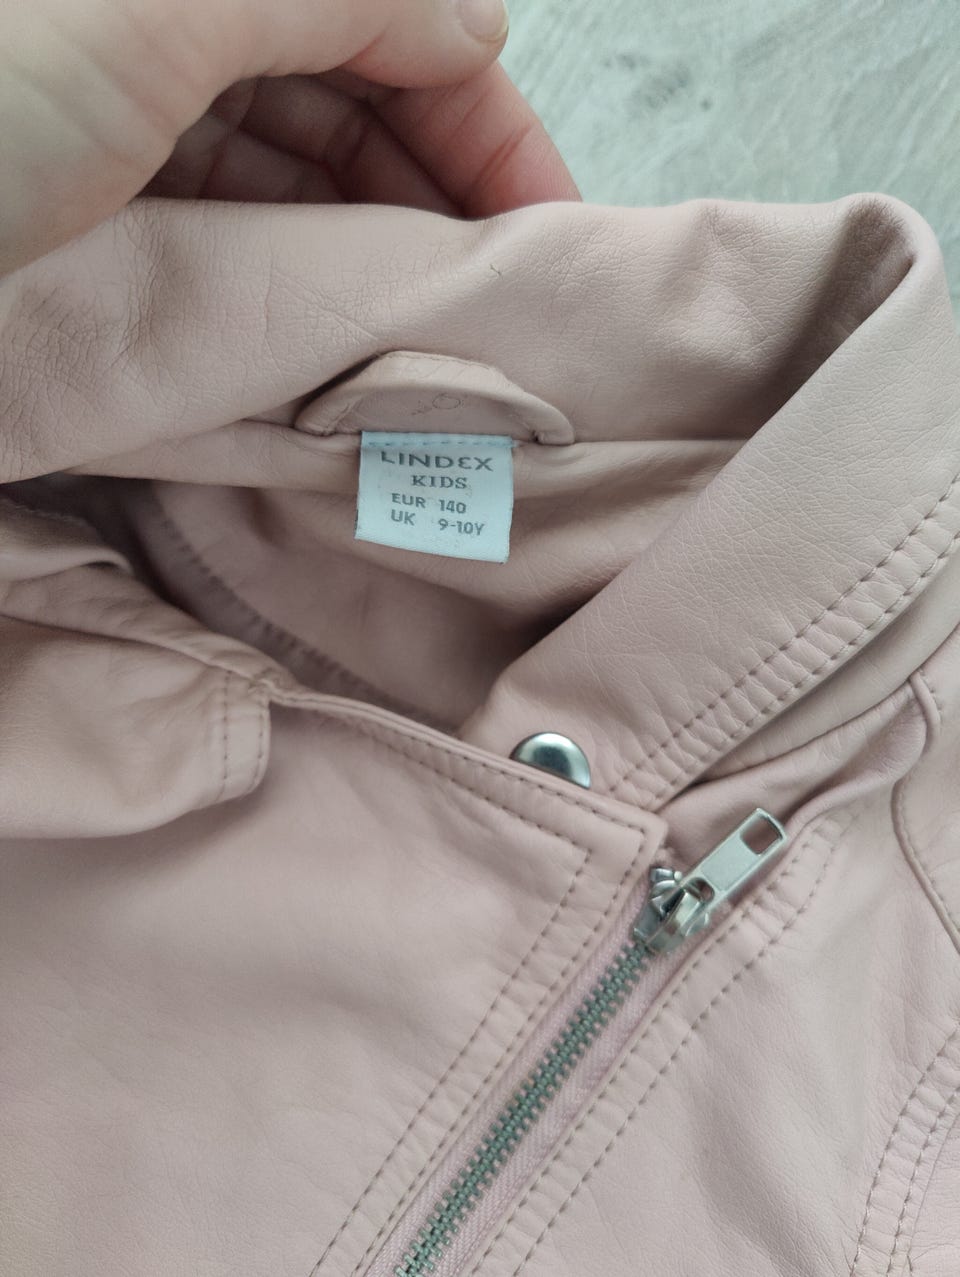 LINDEX
KIDS
EUR 140
UK 9-10Y